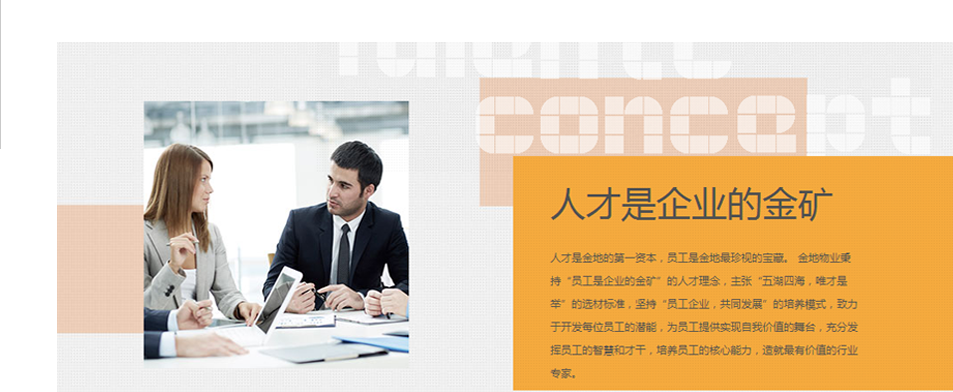 Talent
concept
人才是企业的金矿
人才是金地的第一资本，员工是金地最珍视的宝藏。 金地物业秉
持“员工是企业的金矿”的人才理念，主张“五湖四海，唯才是
举”的选材标准，坚持“员工企业，共同发展”的培养模式，致力
于开发每位员工的潜能，为员工提供实现自我价值的舞台，充分发
挥员工的智慧和才干，培养员工的核心能力，造就最有价值的行业
专家。